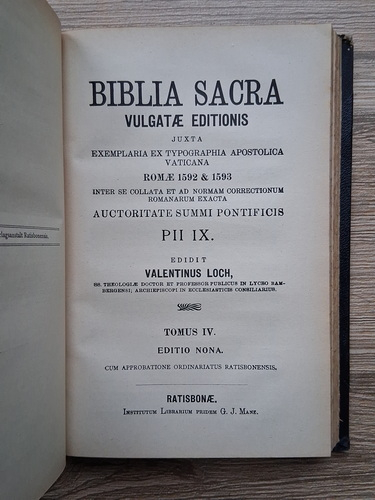 BIBLIA SACRA
VULGATÆ EDITIONIS
JUXTA
EXEMPLARIA EX TYPOGRAPHIA APOSTOLICA
VATICANA
ROMÆ 1592 & 1593
INTER SE COLLATA ET AD NORMAM CORRECTIONUM
ROMANARUM EXACTA
AUCTORITATE SUMMI PONTIFICIS
PII IX.
EDIDIT
VALENTINUS LOCH,
SS. THEOLOGIÆ DOCTOR ET PROFESSOR PUBLICUS IN LYCEO BAM-
BERGENSI, ARCHIEPISCOPI IN ECCLESIASTICIS CONSILIARIUS.
TOMUS IV.
EDITIO NONA.
CUM APPROBATIONE ORDINARIATUS RATISBONENSIS.
RATISBONÆ.
INSTITUTUM LIBRARIUM PRIDEM G. J. MANZ.